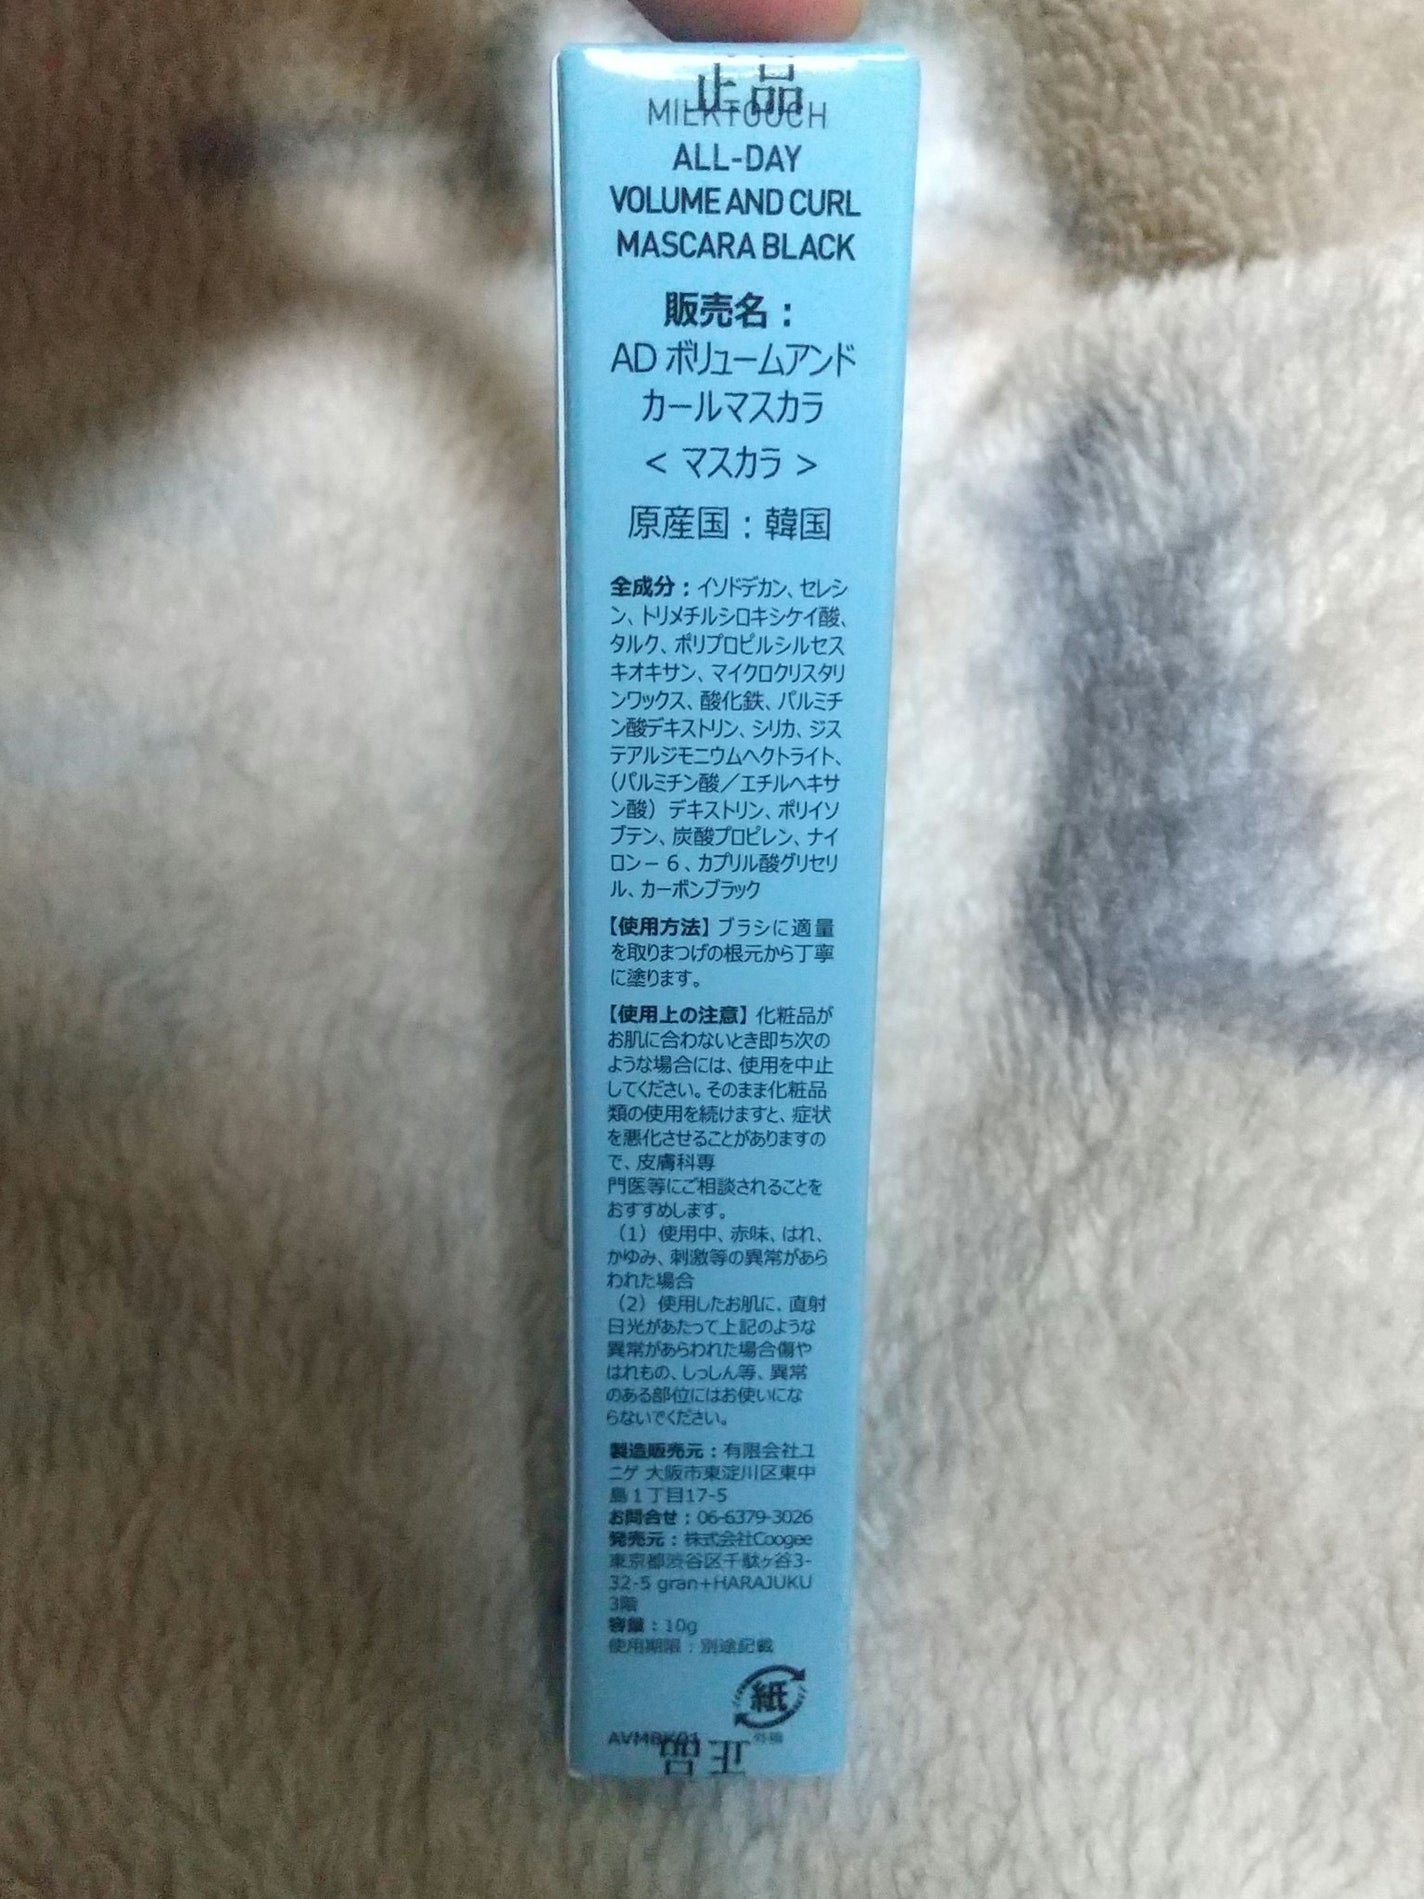 正品
MILKTOUCH
ALL-DAY
VOLUME AND CURL
MASCARA BLACK
販売名：
AD ボリュームアンド
カールマスカラ
＜ マスカラ ＞
原産国：韓国
全成分：イソドデカン、セレシ
ン、トリメチルシロキシケイ酸、
タルク、ポリプロピルシルセス
キオキサン、マイクロクリスタリ
ンワックス、酸化鉄、パルミチ
ン酸デキストリン、シリカ、ジス
テアルジモニウムヘクトライト、
（パルミチン酸／エチルヘキサ
ン酸）デキストリン、ポリイソ
ブテン、炭酸プロピレン、ナイ
ロン－６、カプリル酸グリセリ
ル、カーボンブラック
【使用方法】ブラシに適量
を取りまつげの根元から丁寧
に塗ります。
【使用上の注意】化粧品が
お肌に合わないとき即ち次の
ような場合には、使用を中止
してください。そのまま化粧品
類の使用を続けますと、症状
を悪化させることがありますの
で、皮膚科専
門医等にご相談されることを
おすすめします。
（1）使用中、赤味、はれ、
かゆみ、刺激等の異常があら
われた場合
（2）使用したお肌に、直射
日光があたって上記のような
異常があらわれた場合傷や
はれもの、しっしん等、異常
のある部位にはお使いにな
らないでください。
製造販売元：有限会社ユ
ニゲ 大阪市東淀川区東中
島１丁目17-5
お問合せ：06-6379-3026
発売元：株式会社Coogee
東京都渋谷区千駄ヶ谷3-
32-5 gran+HARAJUKU
3階
容量：10g
使用期限：別途記載
紙
外箱
AVMBK01
正品